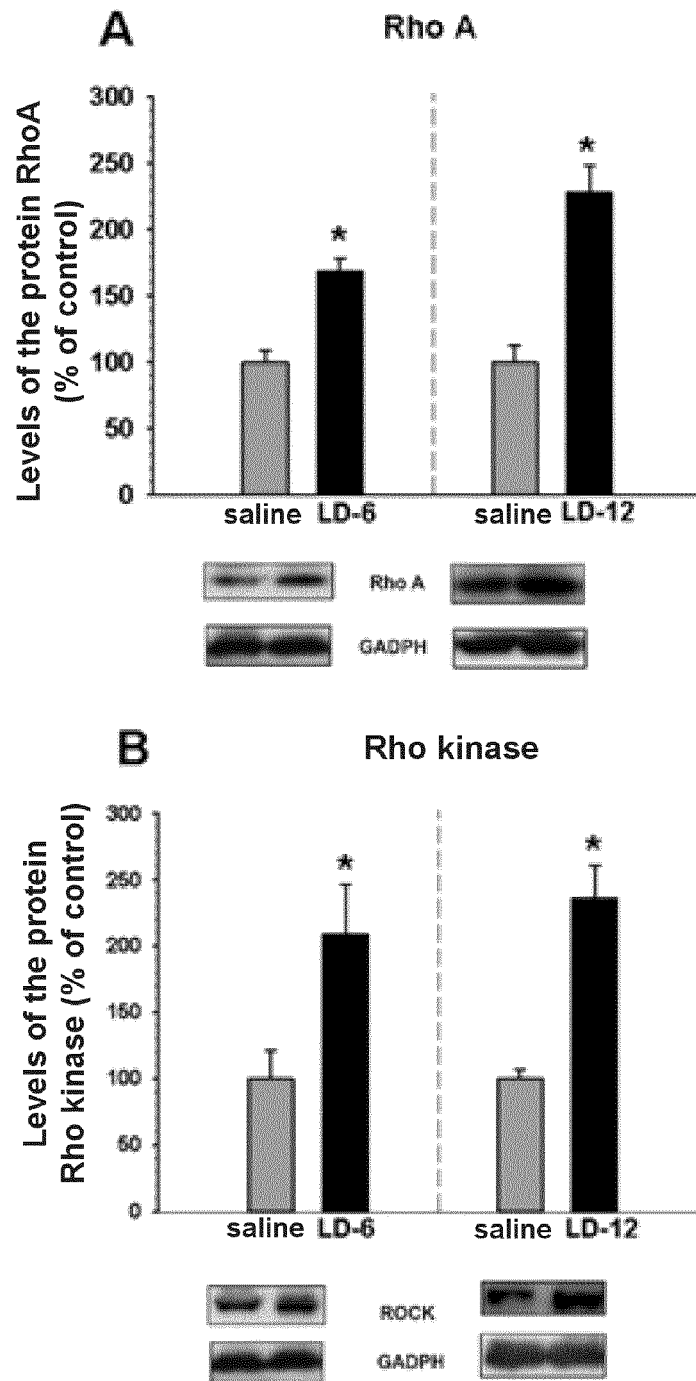 A
Rho A
Levels of the protein RhoA
(% of control)
300
250
200
150
100
50
0
*
*
saline LD-6 saline LD-12
Rho A
GADPH
B
Rho kinase
Levels of the protein
Rho kinase (% of control)
300
250
200
150
100
50
0
*
*
saline LD-6 saline LD-12
ROCK
GADPH